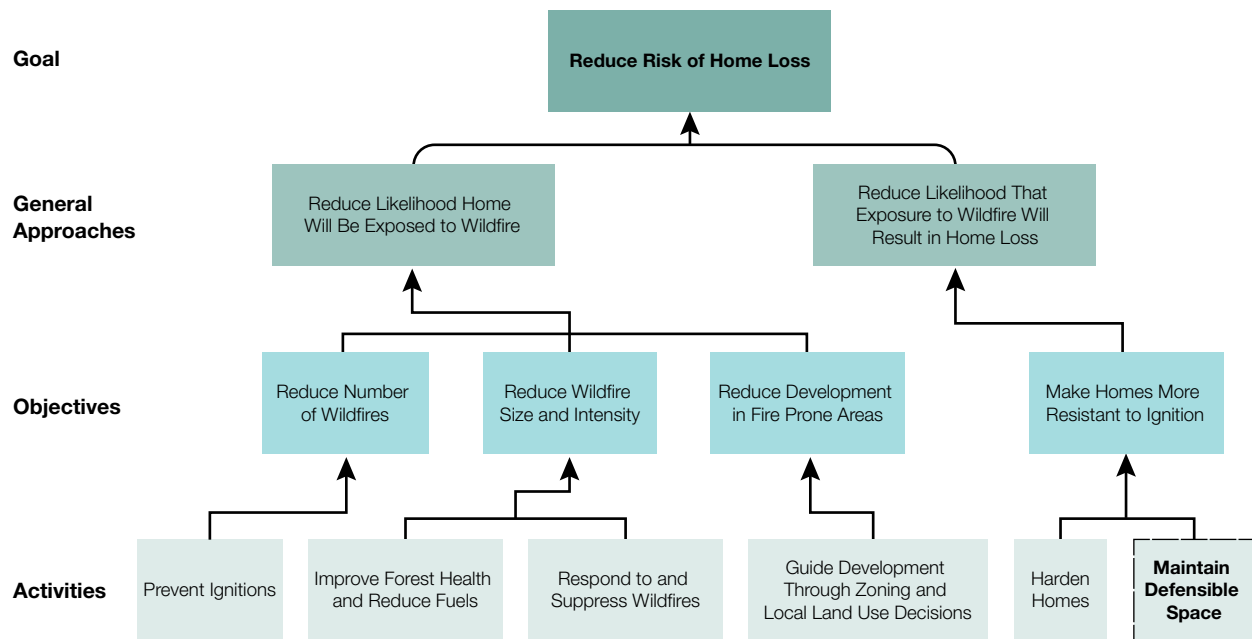 Goal
Reduce Risk of Home Loss
General
Approaches
Reduce Likelihood Home
Will Be Exposed to Wildfire
Reduce Likelihood That
Exposure to Wildfire Will
Result in Home Loss
Objectives
Reduce Number
of Wildfires
Reduce Wildfire
Size and Intensity
Reduce Development
in Fire Prone Areas
Make Homes More
Resistant to Ignition
Activities
Prevent Ignitions
Improve Forest Health
and Reduce Fuels
Respond to and
Suppress Wildfires
Guide Development
Through Zoning and
Local Land Use Decisions
Harden
Homes
Maintain
Defensible
Space